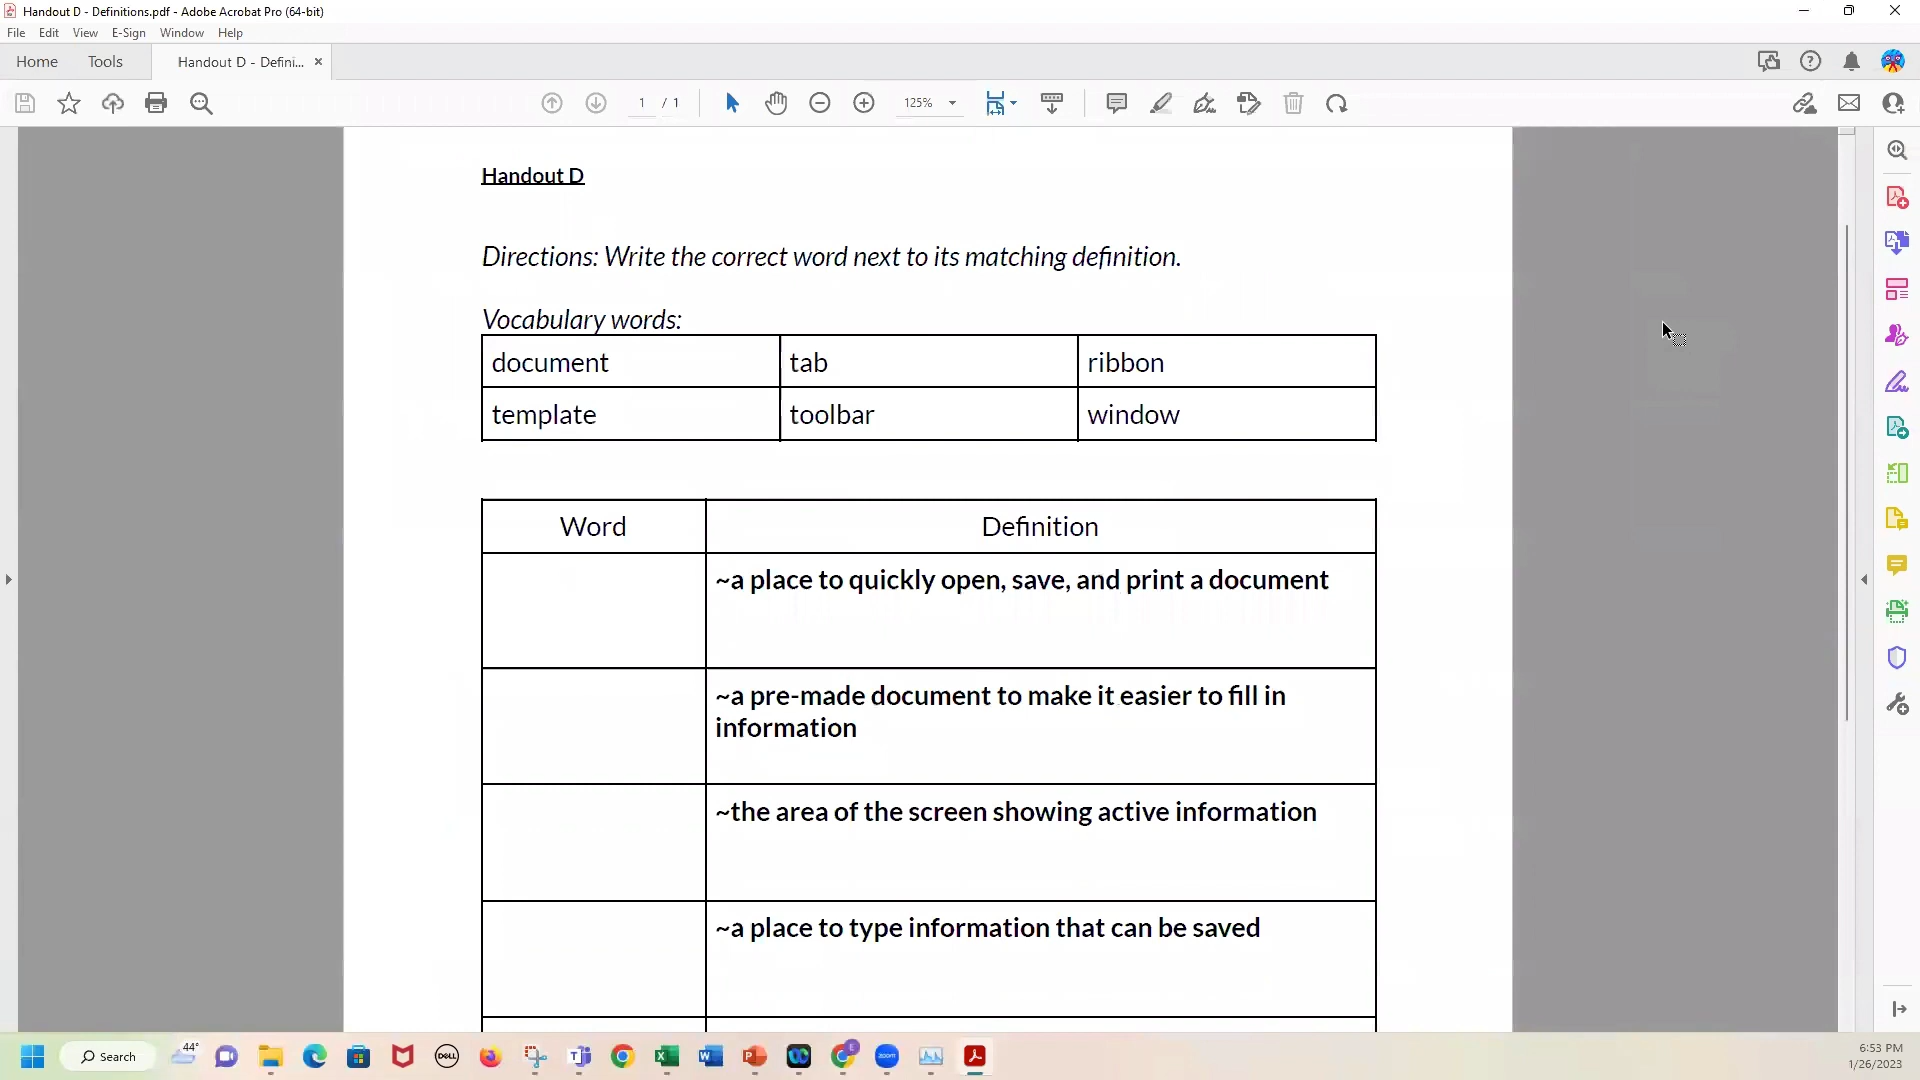 Handout D - Definitions.pdf - Adobe Acrobat Pro (64-bit)
File Edit View E-Sign Window Help
Home Tools Handout D - Defini... ×
1 / 1 125%
Handout D
Directions: Write the correct word next to its matching definition.
Vocabulary words:
document tab ribbon
template toolbar window
Word Definition
~a place to quickly open, save, and print a document
~a pre-made document to make it easier to fill in
information
~the area of the screen showing active information
~a place to type information that can be saved
44°
Search
DELL
zoom
E
6:53 PM
1/26/2023